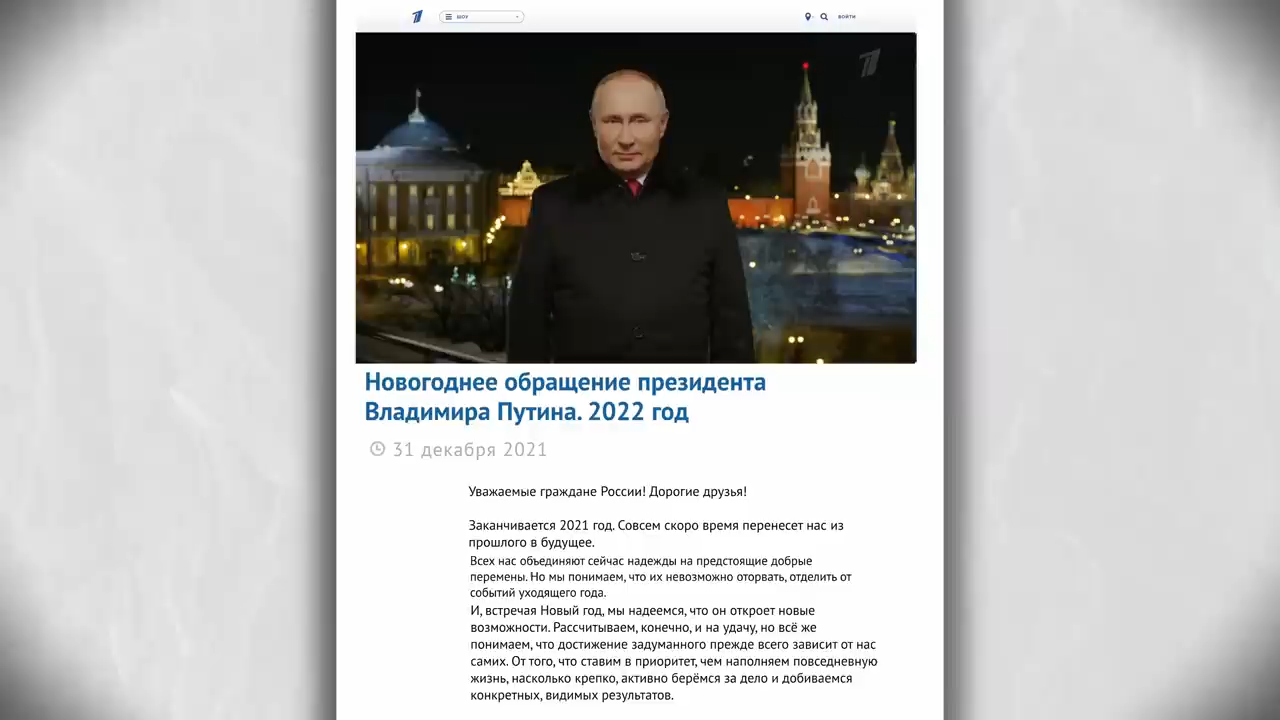 шоу
войти
Новогоднее обращение президента
Владимира Путина. 2022 год
31 декабря 2021
Уважаемые граждане России! Дорогие друзья!
Заканчивается 2021 год. Совсем скоро время перенесет нас из
прошлого в будущее.
Всех нас объединяют сейчас надежды на предстоящие добрые
перемены. Но мы понимаем, что их невозможно оторвать, отделить от
событий уходящего года.
И, встречая Новый год, мы надеемся, что он откроет новые
возможности. Рассчитываем, конечно, и на удачу, но всё же
понимаем, что достижение задуманного прежде всего зависит от нас
самих. От того, что ставим в приоритет, чем наполняем повседневную
жизнь, насколько крепко, активно берёмся за дело и добиваемся
конкретных, видимых результатов.